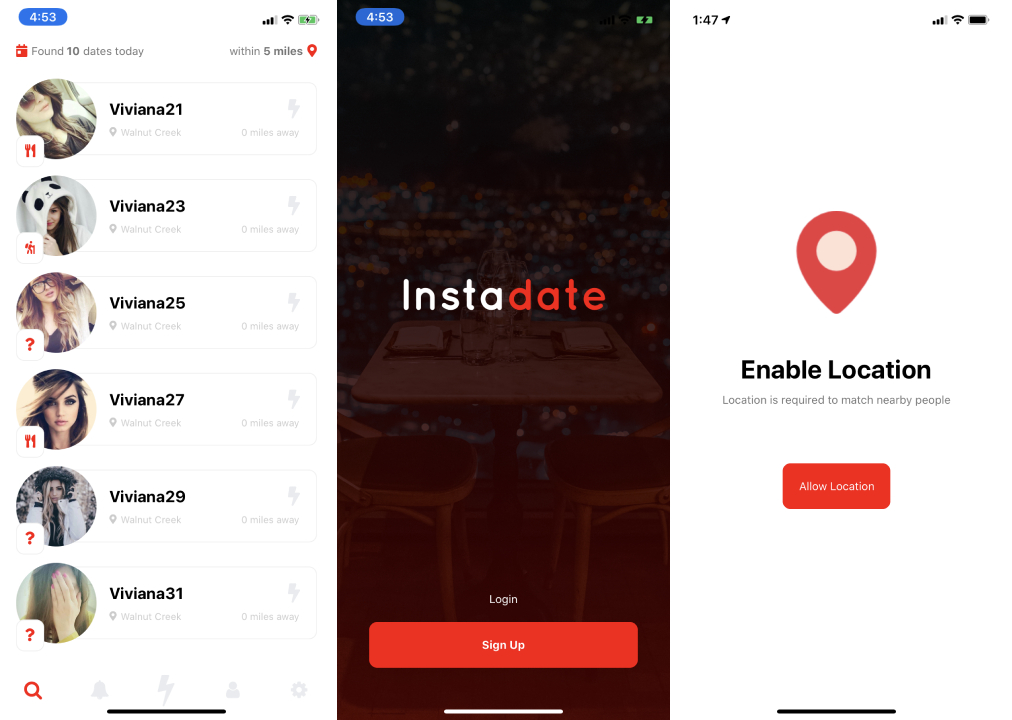 4:53
Found 10 dates today within 5 miles
Viviana21
Walnut Creek 0 miles away
Viviana23
Walnut Creek 0 miles away
?
Viviana25
Walnut Creek 0 miles away
Viviana27
Walnut Creek 0 miles away
Viviana29
Walnut Creek 0 miles away
?
Viviana31
Walnut Creek 0 miles away
?
4:53
Instadate
Login
Sign Up
1:47
Enable Location
Location is required to match nearby people
Allow Location